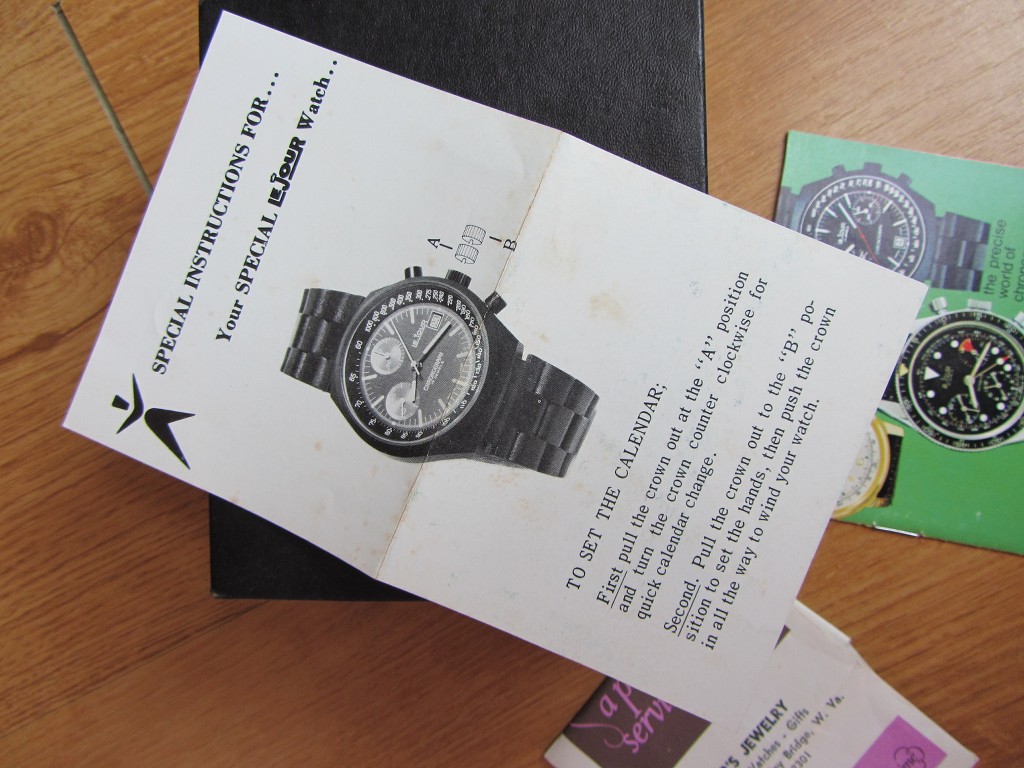 SPECIAL INSTRUCTIONS FOR...
Your SPECIAL LEJOUR Watch..
A
B
TO SET THE CALENDAR;
First pull the crown out at the "A" position
and turn the crown counter clockwise for
quick calendar change.
Second. Pull the crown out to the "B" po-
sition to set the hands, then push the crown
in all the way to wind your watch.
the precise
world of
JEWELRY
Watches - Gifts
Bridge, W. Va.